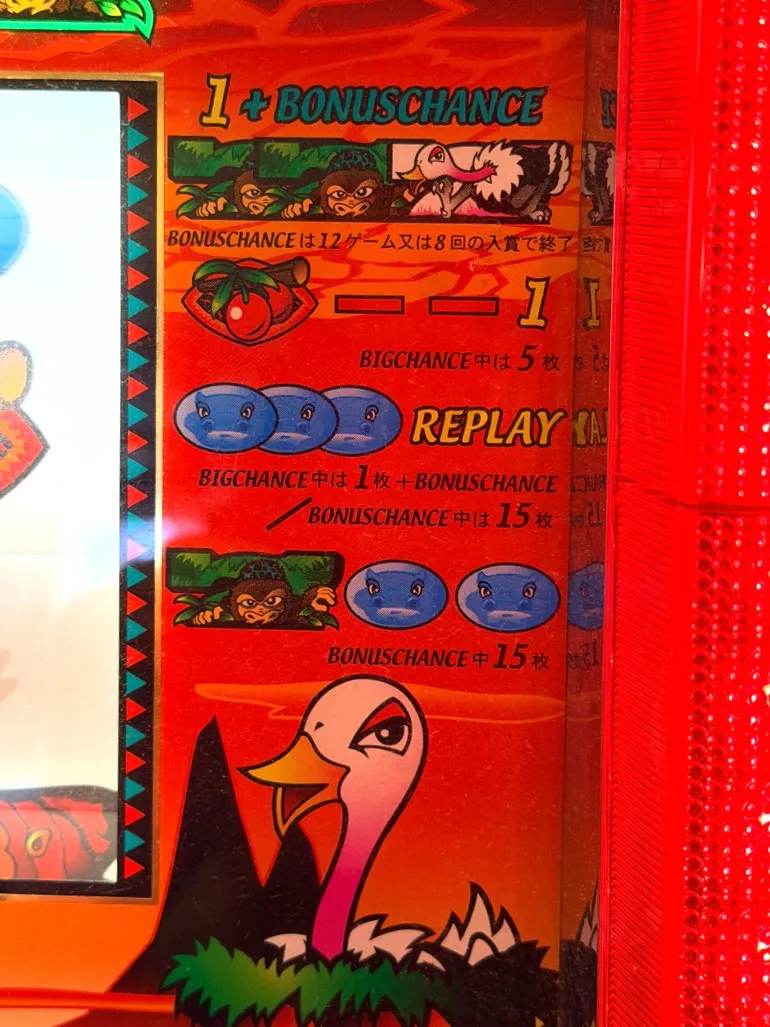 1+BONUSCHANCE
BONUSCHANCEは12ゲーム又は8回の入賞で終了
1
BIGCHANCE中は5枚
REPLAY
BIGCHANCE中は1枚+BONUSCHANCE
/BONUSCHANCE中は15枚
BONUSCHANCE中15枚